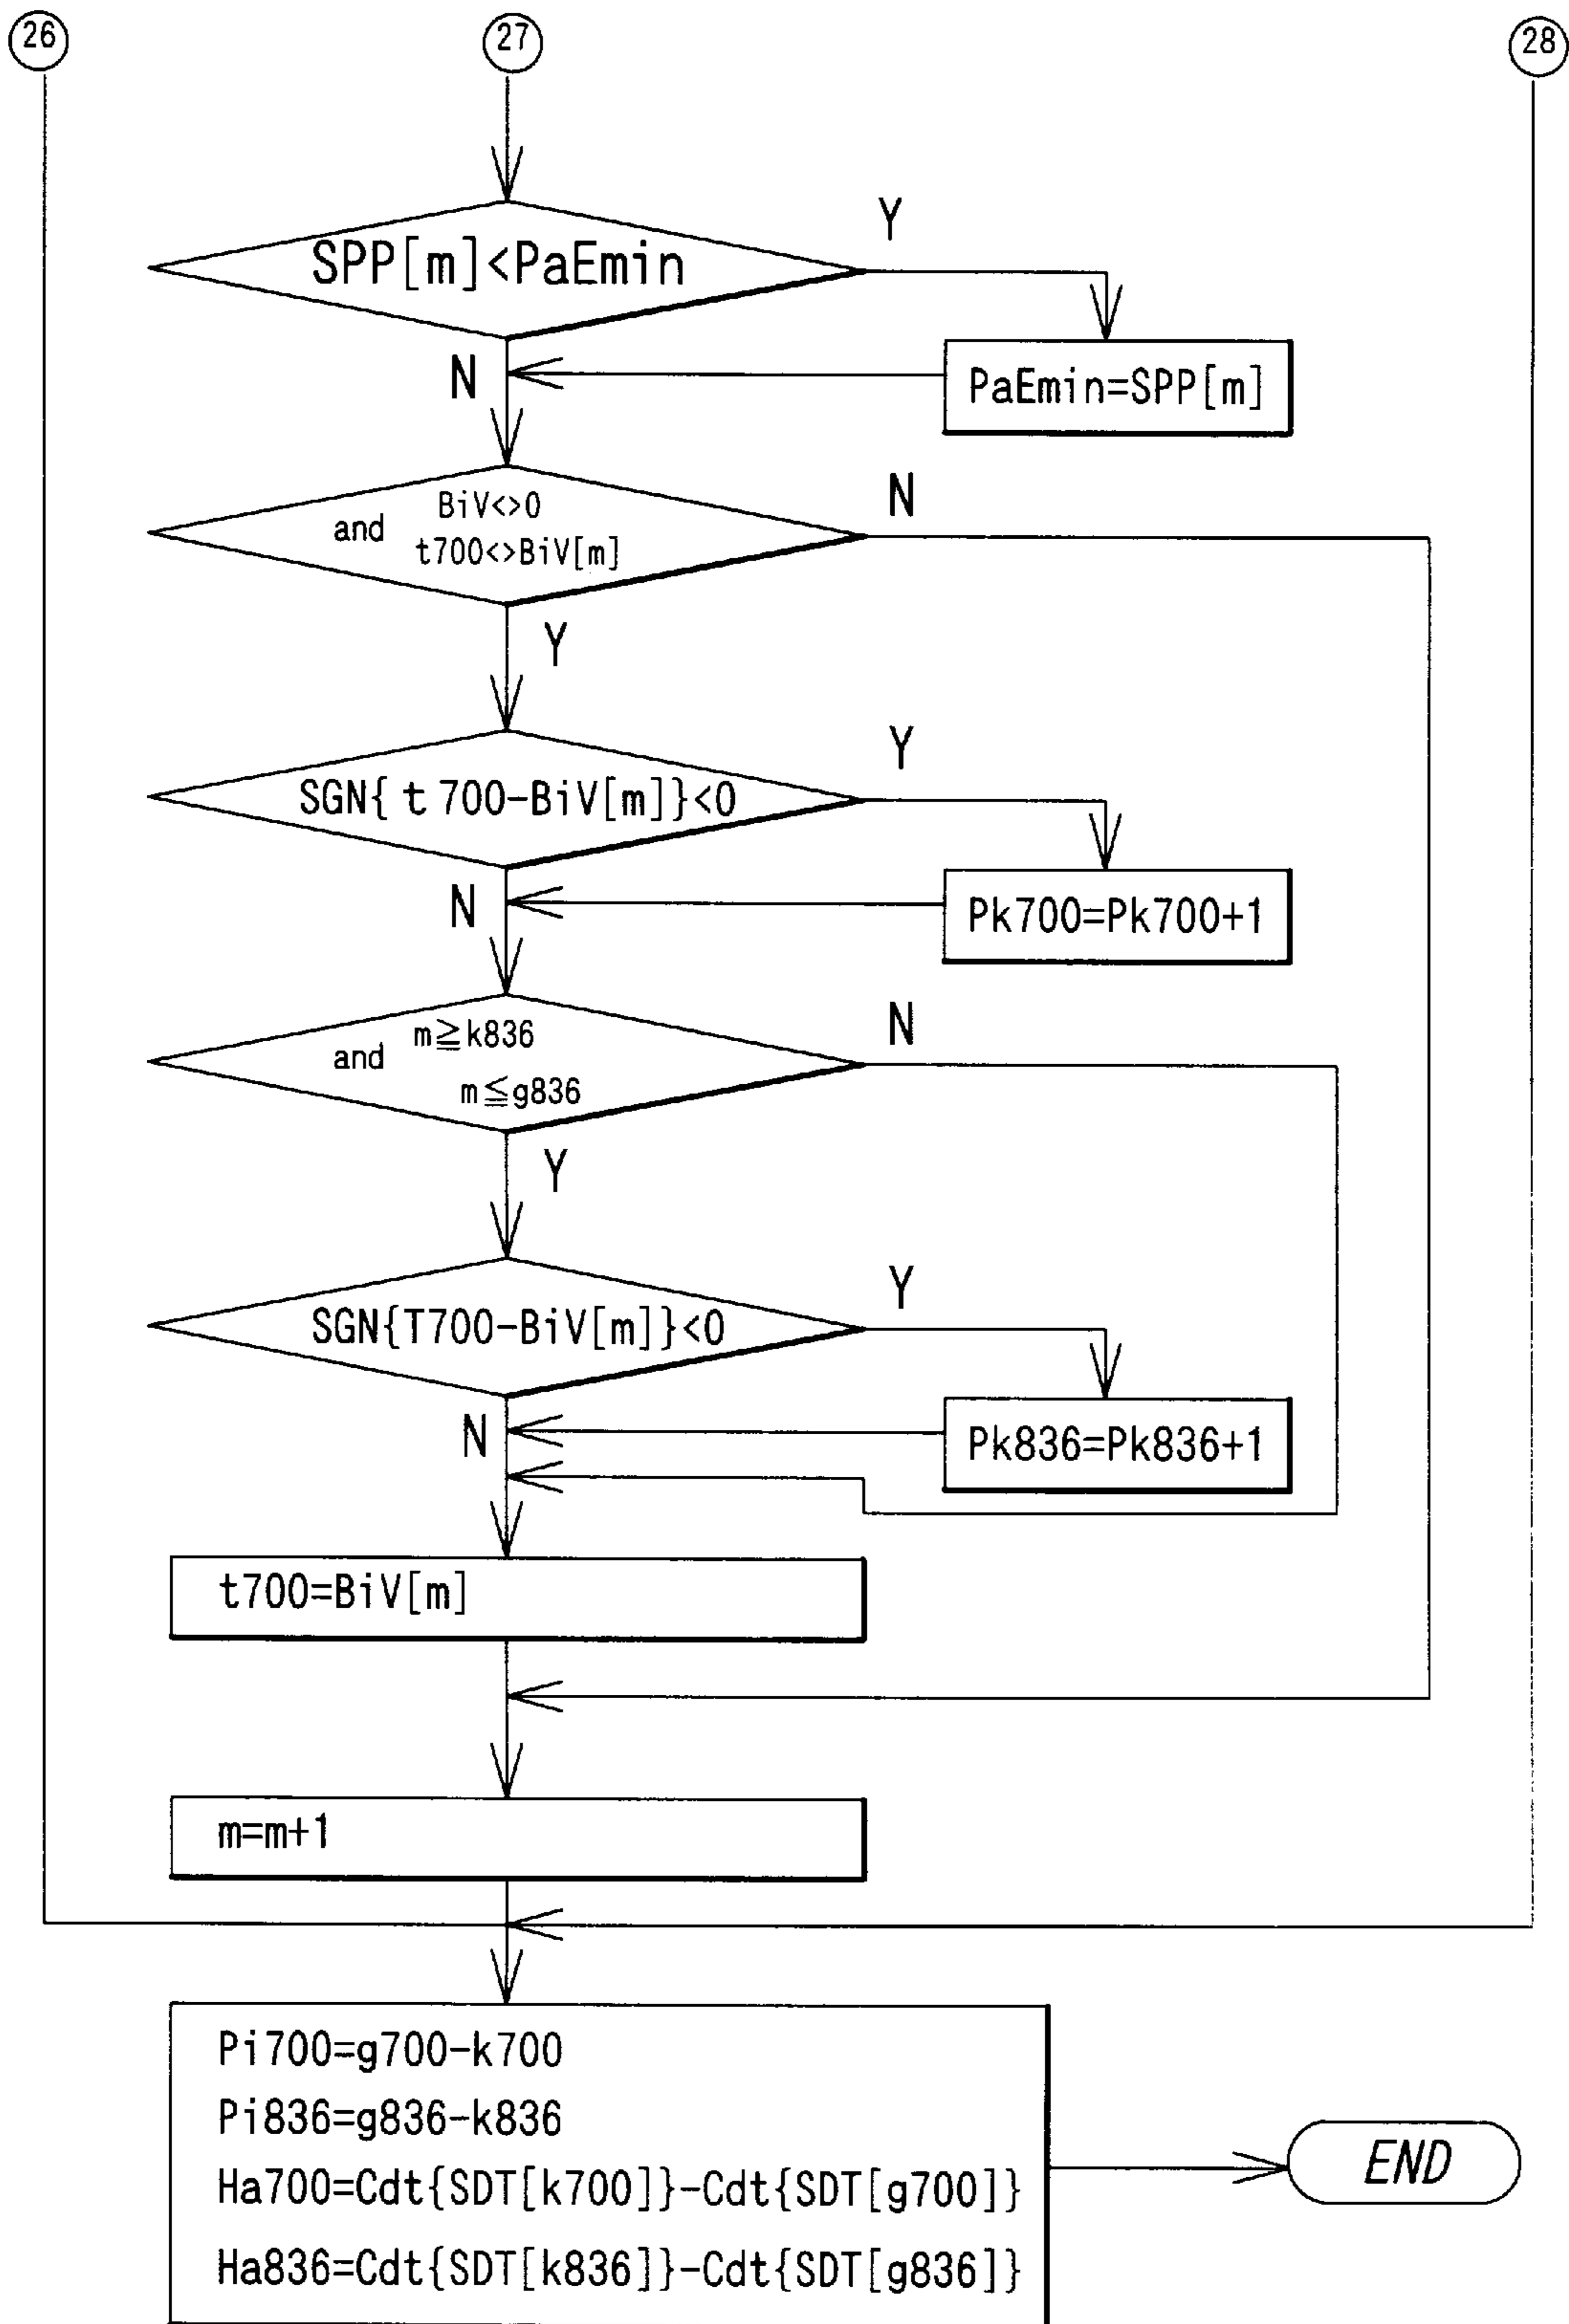 26
27
28
SPP[m]<PaEmin
Y
N
PaEmin=SPP[m]
BiV<>0
and
t700<>BiV[m]
N
Y
SGN{ t 700-BiV[m]}<0
Y
N
Pk700=Pk700+1
m≧k836
and
m≦g836
N
Y
SGN{T700-BiV[m]}<0
Y
N
Pk836=Pk836+1
t700=BiV[m]
m=m+1
Pi700=g700-k700
Pi836=g836-k836
Ha700=Cdt{SDT[k700]}-Cdt{SDT[g700]}
Ha836=Cdt{SDT[k836]}-Cdt{SDT[g836]}
END